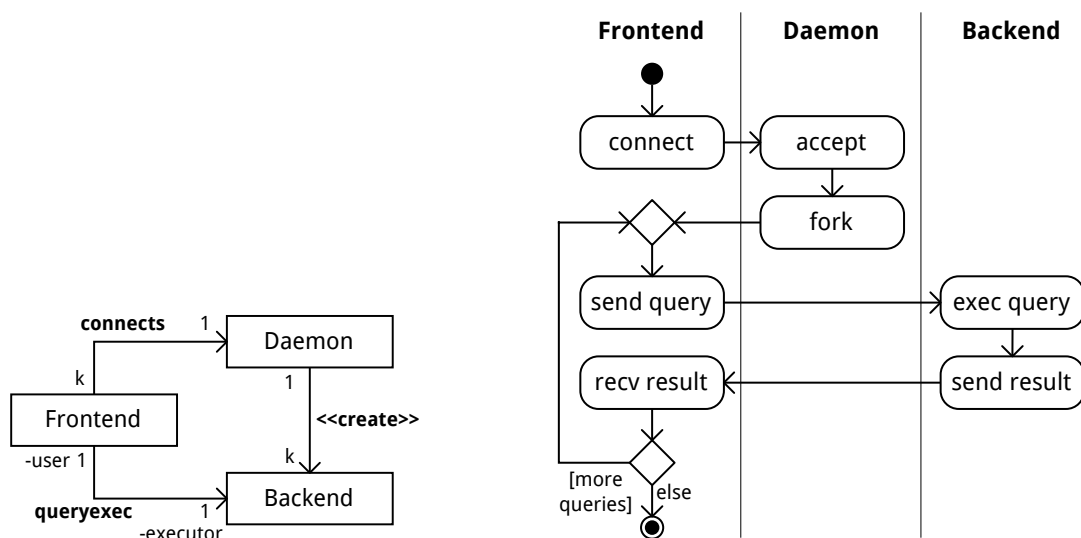 connects
1
Daemon
k
1
Frontend
<<create>>
-user 1
k
queryexec
1
Backend
-executor
Frontend
Daemon
Backend
connect
accept
fork
send query
exec query
recv result
send result
[more
queries]
else